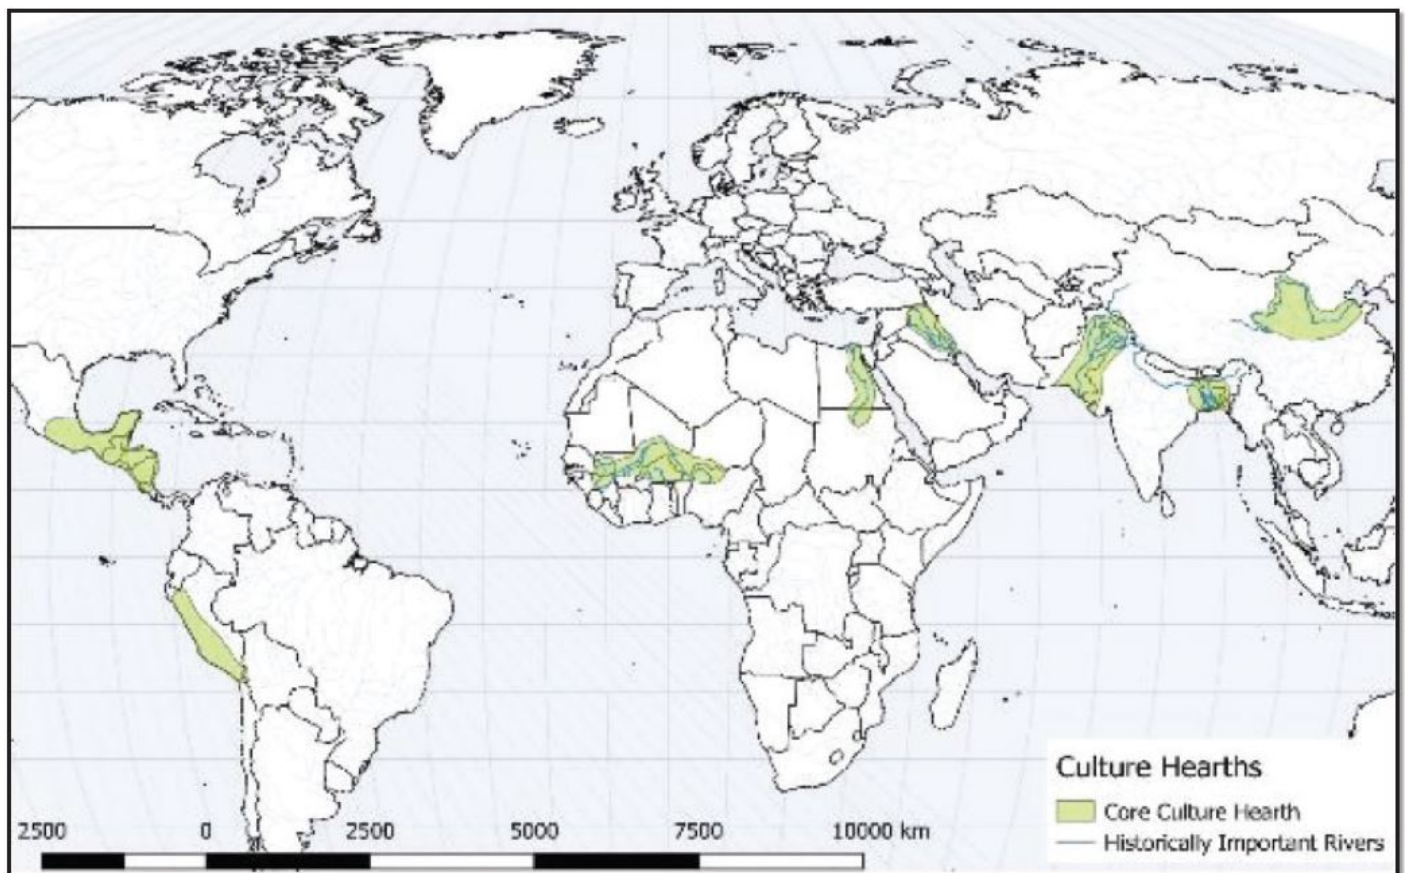 Culture Hearths
Core Culture Hearth
Historically Important Rivers
2500 0 2500 5000 7500 10000 km